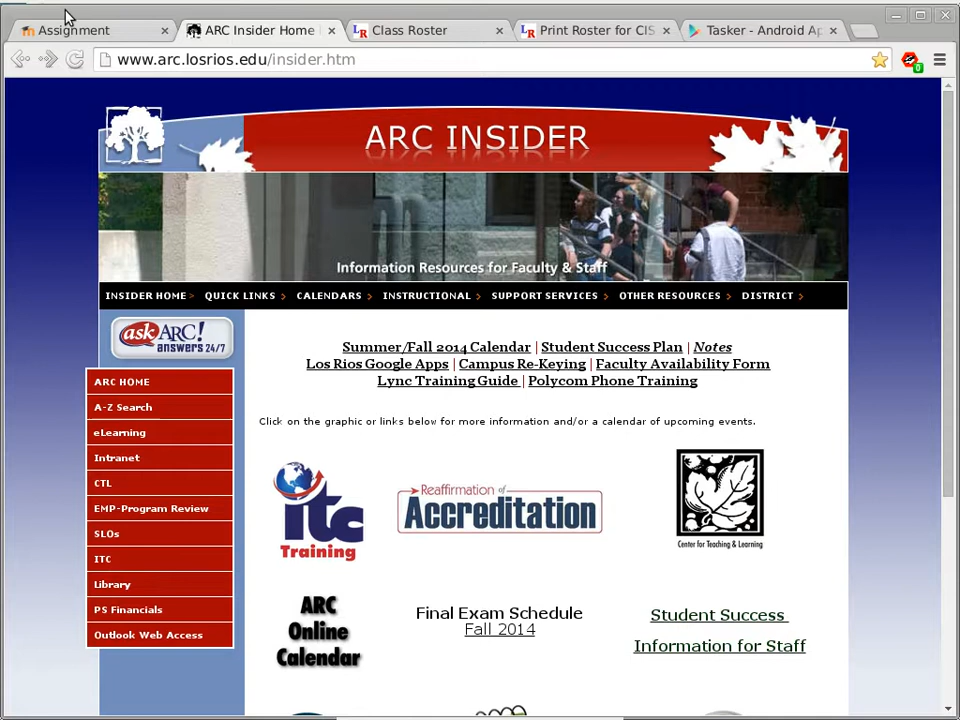 Assignment
ARC Insider Home
Class Roster
Print Roster for CIS
Tasker - Android Ap
www.arc.losrios.edu/insider.htm
0
ARC INSIDER
Information Resources for Faculty & Staff
INSIDER HOME > QUICK LINKS > CALENDARS > INSTRUCTIONAL > SUPPORT SERVICES > OTHER RESOURCES > DISTRICT >
ask ARC!
answers 24/7
Summer/Fall 2014 Calendar | Student Success Plan | Notes
Los Rios Google Apps | Campus Re-Keying | Faculty Availability Form
Lync Training Guide | Polycom Phone Training
ARC HOME
A-Z Search
eLearning
Intranet
CTL
EMP-Program Review
SLOs
ITC
Library
PS Financials
Outlook Web Access
Click on the graphic or links below for more information and/or a calendar of upcoming events.
itc
Training
Reaffirmation of
Accreditation
Center for Teaching & Learning
ARC
Online
Calendar
Final Exam Schedule
Fall 2014
Student Success
Information for Staff